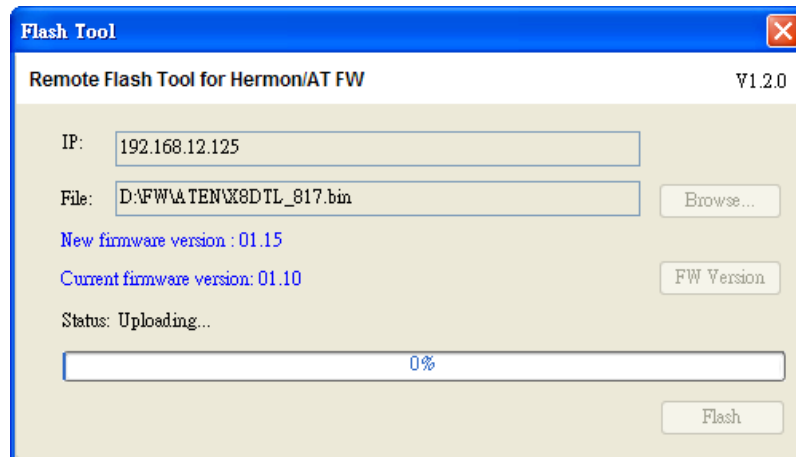 Flash Tool
Remote Flash Tool for Hermon/AT FW
V1.2.0
IP: 192.168.12.125
File: D:\FW\ATEN\X8DTL_817.bin Browse...
New firmware version : 01.15
Current firmware version: 01.10 FW Version
Status: Uploading...
0%
Flash